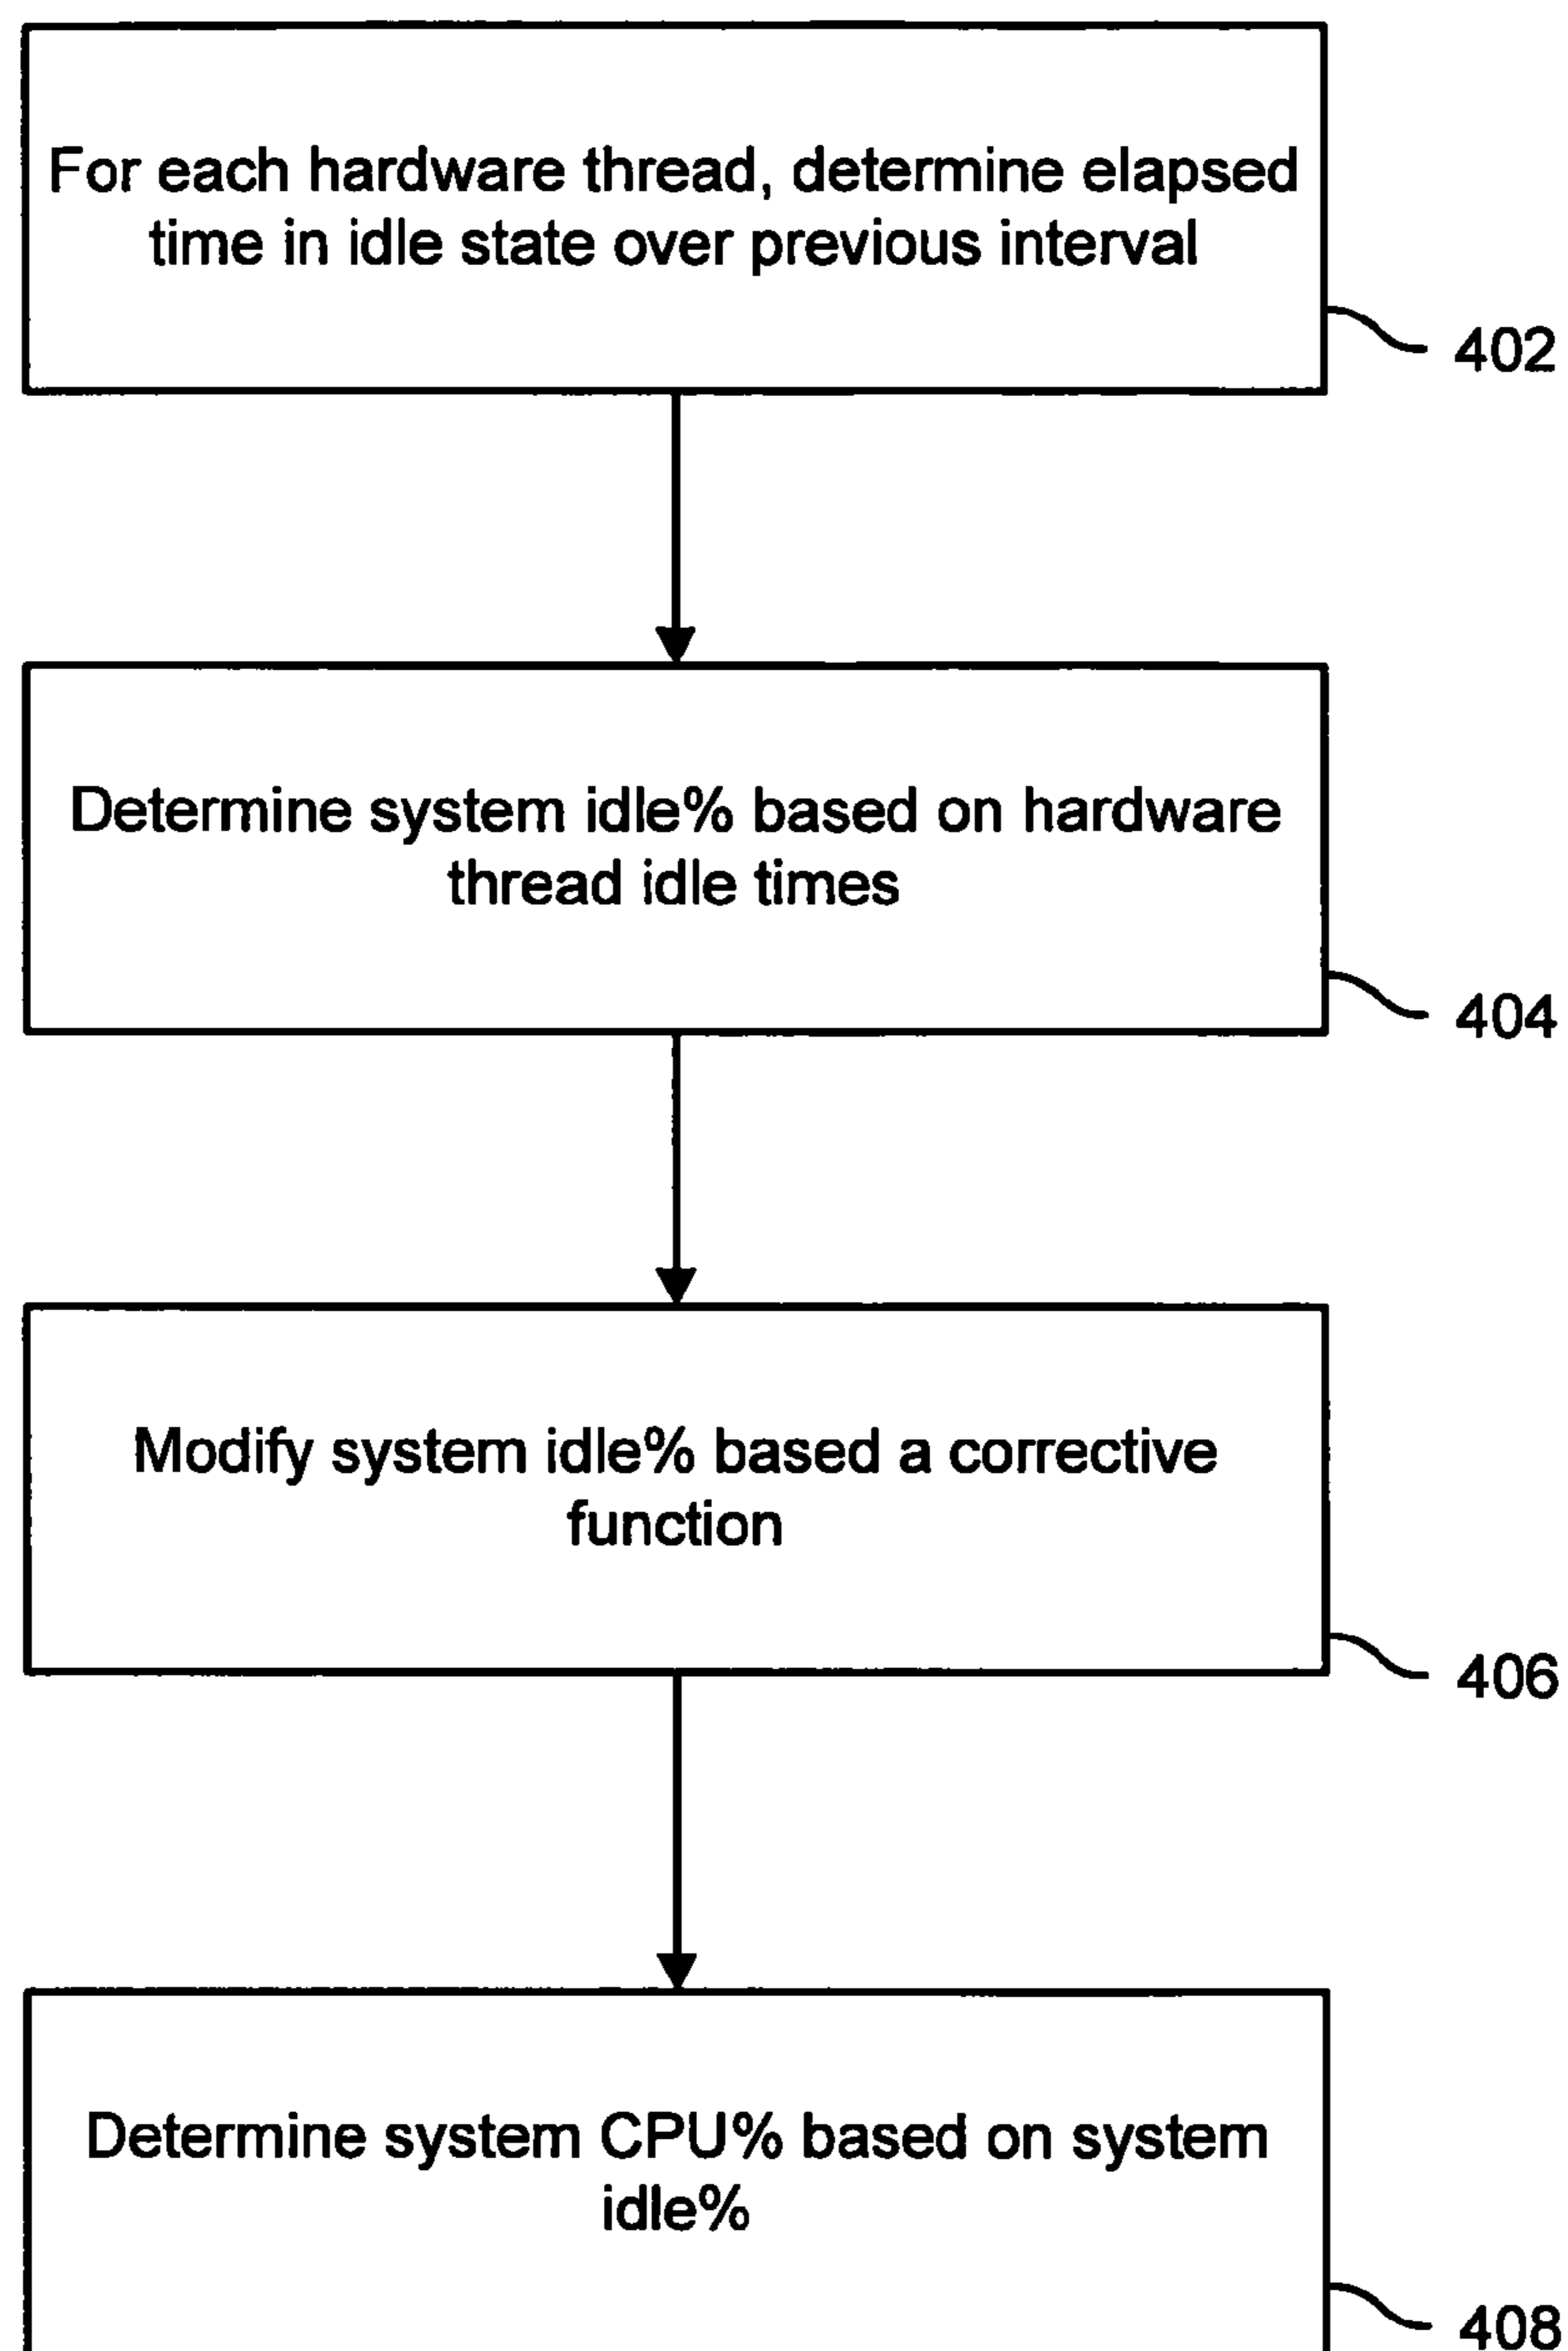 For each hardware thread, determine elapsed
time in idle state over previous interval
402
Determine system idle% based on hardware
thread idle times
404
Modify system idle% based a corrective
function
406
Determine system CPU% based on system
idle%
408